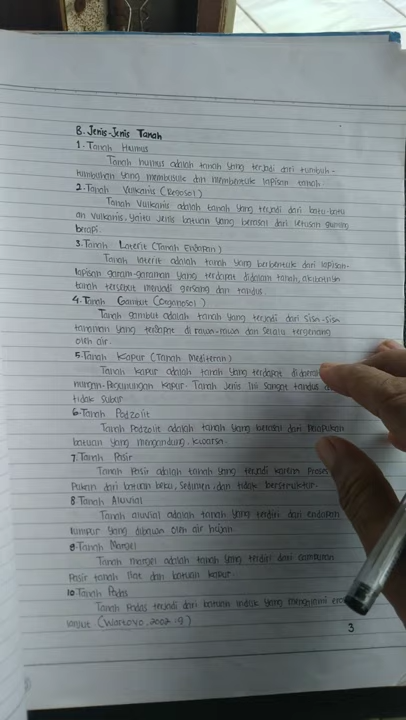 B. Jenis-Jenis Tanah
1. Tanah Humus
Tanah humus adalah tanah yang terjadi dari tumbuh-
tumbuhan yang membusuk dan membentuk lapisan tanah
2. Tanah Vulkanis (Regosol)
Tanah Vulkanis adalah tanah yang terjadi dari batu-batu
an vulkanis. yaitu jenis batuan yang berasal dari letusan gunung
berapi.
3. Tanah Laterit (Tanah Endapan)
Tanah laterit adalah tanah yang berbentuk dari lapisan-
lapisan garam-garaman yang terdapat didalam tanah, akibatnya
tanah tersebut menjadi gersang dan tandus.
4. Tanah Gambut (Organosol)
Tanah gambut adalah tanah yang terjadi dari sisa-sisa
tanaman yang terdapat di rawa-rawa dan selalu tergenang
oleh air.
5. Tanah Kapur (Tanah Mediteran)
Tanah kapur adalah tanah yang terdapat didaerah
Pegunungan kapur. Tanah Jenis ini sangat tandus
tidak subur
6. Tanah Podzolit
Tanah Podzolit adalah tanah yang berasal dari Pelapukan
batuan yang mengandung kwarsa.
7. Tanah Pasir
Tanah Pasir adalah tanah yang terjadi karena Proses
Pukan dari batuan beku, sedimen, dan tidak berstruktur.
8. Tanah Aluvial
Tanah aluvial adalah tanah yang terdiri dari endapan
lumpur yang dibawa oleh air hujan.
9. Tanah Margel
Tanah margel adalah tanah yang terdiri dari campuran
Pasir tanah liat dan batuan kapur
10 Tanah Padas
Tanah Padas terjadi dari batuan induk yang mengalami
lanjut (Wartoyo, 2002:9)
3